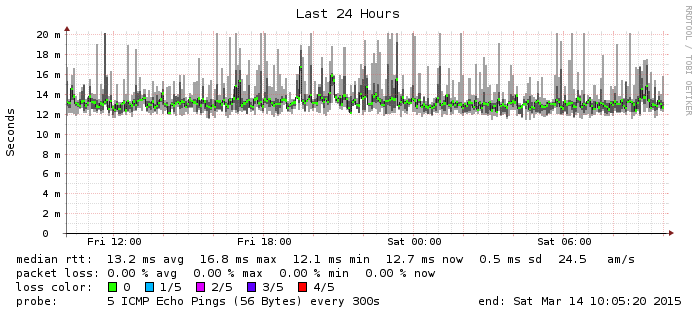 Last 24 Hours
RRDTOOL / TOBI OETIKER
Seconds
20 m
18 m
16 m
14 m
12 m
10 m
8 m
6 m
4 m
2 m
0
Fri 12:00 Fri 18:00 Sat 00:00 Sat 06:00
median rtt: 13.2 ms avg 16.8 ms max 12.1 ms min 12.7 ms now 0.5 ms sd 24.5 am/s
packet loss: 0.00 % avg 0.00 % max 0.00 % min 0.00 % now
loss color: 0 1/5 2/5 3/5 4/5
probe: 5 ICMP Echo Pings (56 Bytes) every 300s end: Sat Mar 14 10:05:20 2015